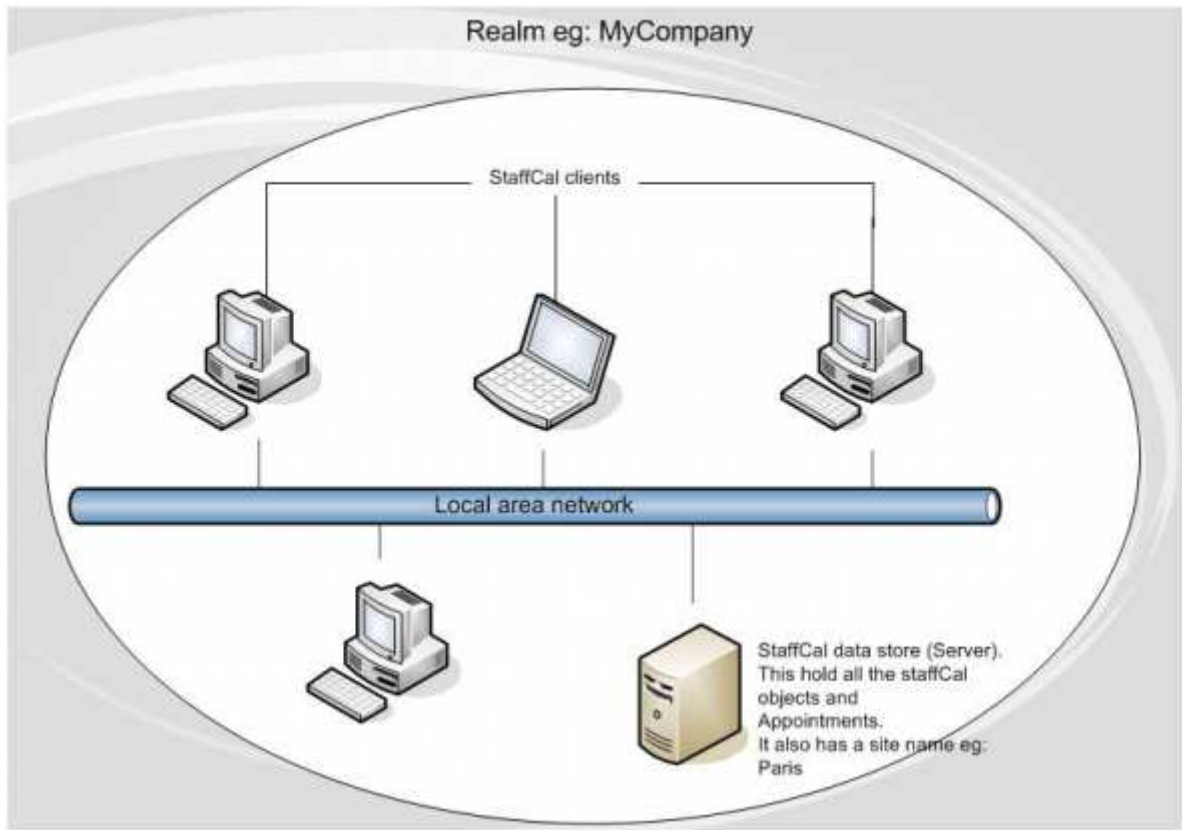 Realm eg: MyCompany
StaffCal clients
Local area network
StaffCal data store (Server).
This hold all the staffCal
objects and
Appointments.
It also has a site name eg:
Paris